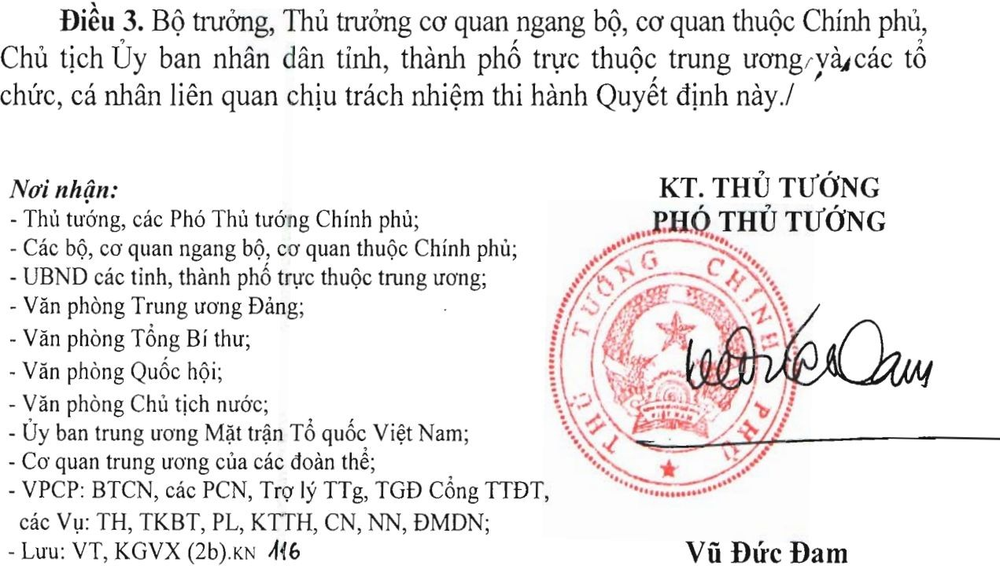 Điều 3. Bộ trưởng, Thủ trưởng cơ quan ngang bộ, cơ quan thuộc Chính phủ,
Chủ tịch Ủy ban nhân dân tỉnh, thành phố trực thuộc trung ương và các tổ
chức, cá nhân liên quan chịu trách nhiệm thi hành Quyết định này./
Nơi nhận:
- Thủ tướng, các Phó Thủ tướng Chính phủ;
- Các bộ, cơ quan ngang bộ, cơ quan thuộc Chính phủ;
- UBND các tỉnh, thành phố trực thuộc trung ương;
- Văn phòng Trung ương Đảng;
- Văn phòng Tổng Bí thư;
- Văn phòng Quốc hội;
- Văn phòng Chủ tịch nước;
- Ủy ban trung ương Mặt trận Tổ quốc Việt Nam;
- Cơ quan trung ương của các đoàn thể;
- VPCP: BTCN, các PCN, Trợ lý TTg, TGĐ Cổng TTĐT,
các Vụ: TH, TKBT, PL, KTTH, CN, NN, ĐMDN;
- Lưu: VT, KGVX (2b).KN 116
KT. THỦ TƯỚNG
PHÓ THỦ TƯỚNG
THỦ TƯỚNG CHÍNH PHỦ
VIỆT NAM
Vũ Đức Đam